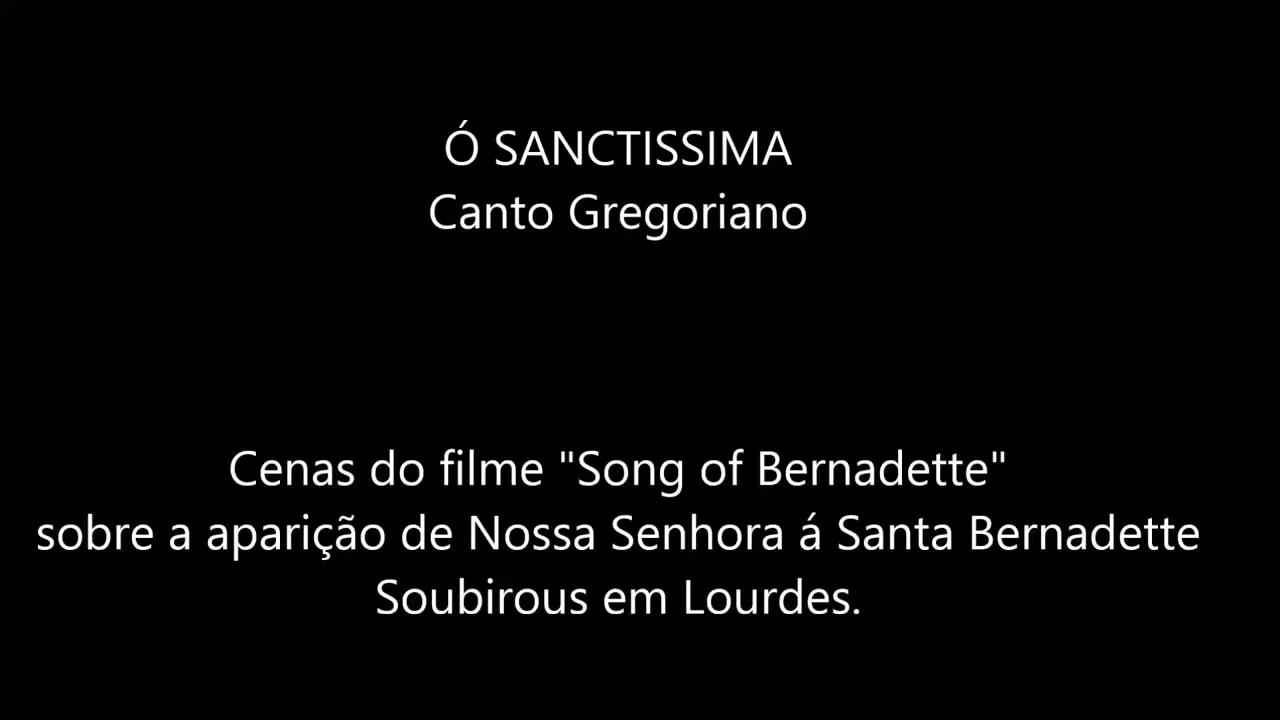 Ó SANCTISSIMA
Canto Gregoriano
Cenas do filme "Song of Bernadette"
sobre a aparição de Nossa Senhora á Santa Bernadette
Soubirous em Lourdes.